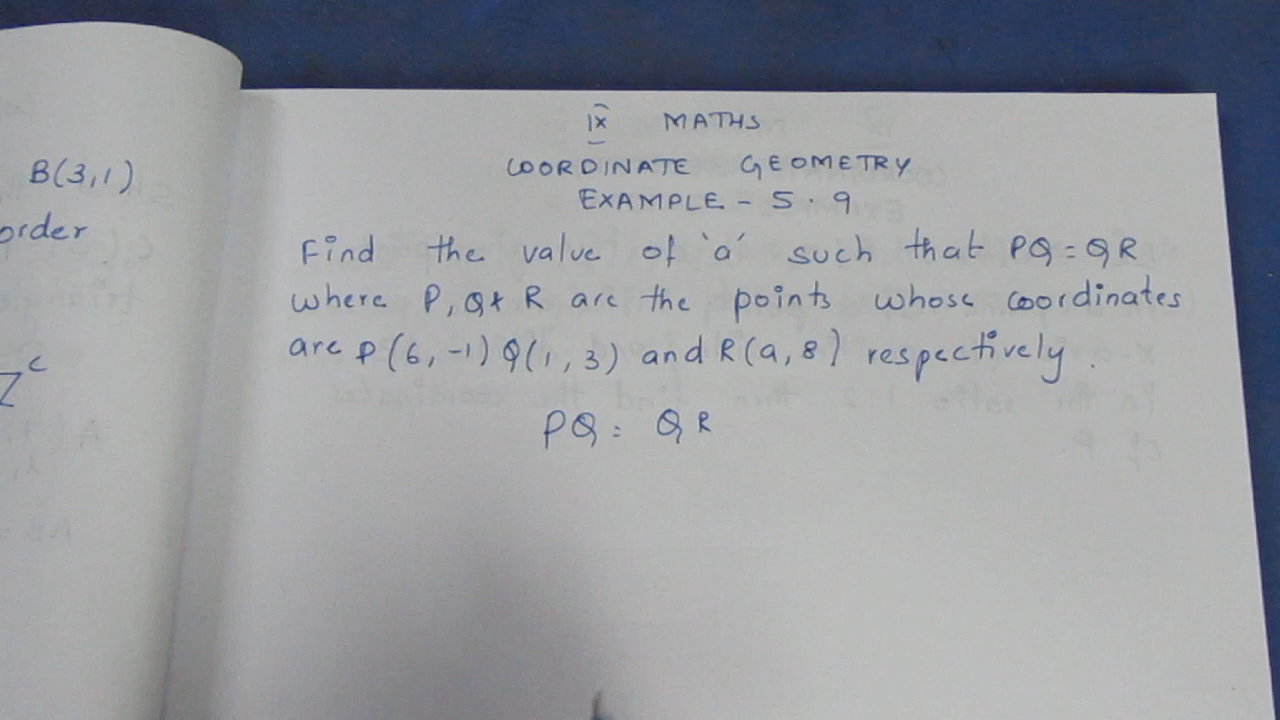 B(3,1)
order
c
IX MATHS
COORDINATE GEOMETRY
EXAMPLE - 5.9
Find the value of 'a' such that PQ = QR
where P, Q & R are the points whose coordinates
are P(6,-1) Q(1,3) and R(a,8) respectively.
PQ = QR